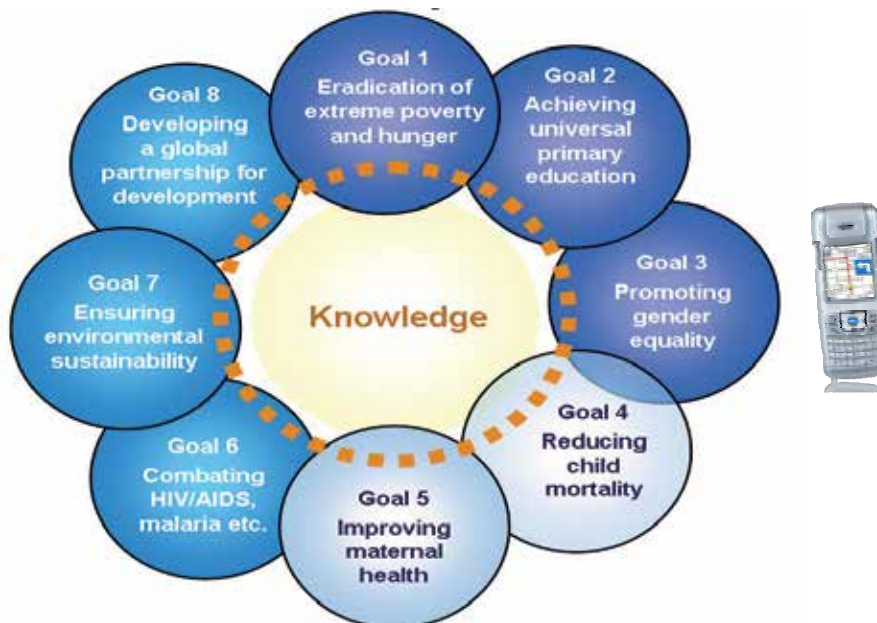 Goal 1
Eradication of
extreme poverty
and hunger
Goal 2
Achieving
universal
primary
education
Goal 3
Promoting
gender
equality
Goal 4
Reducing
child
mortality
Goal 5
Improving
maternal
health
Goal 6
Combating
HIV/AIDS,
malaria etc.
Goal 7
Ensuring
environmental
sustainability
Goal 8
Developing
a global
partnership for
development
Knowledge